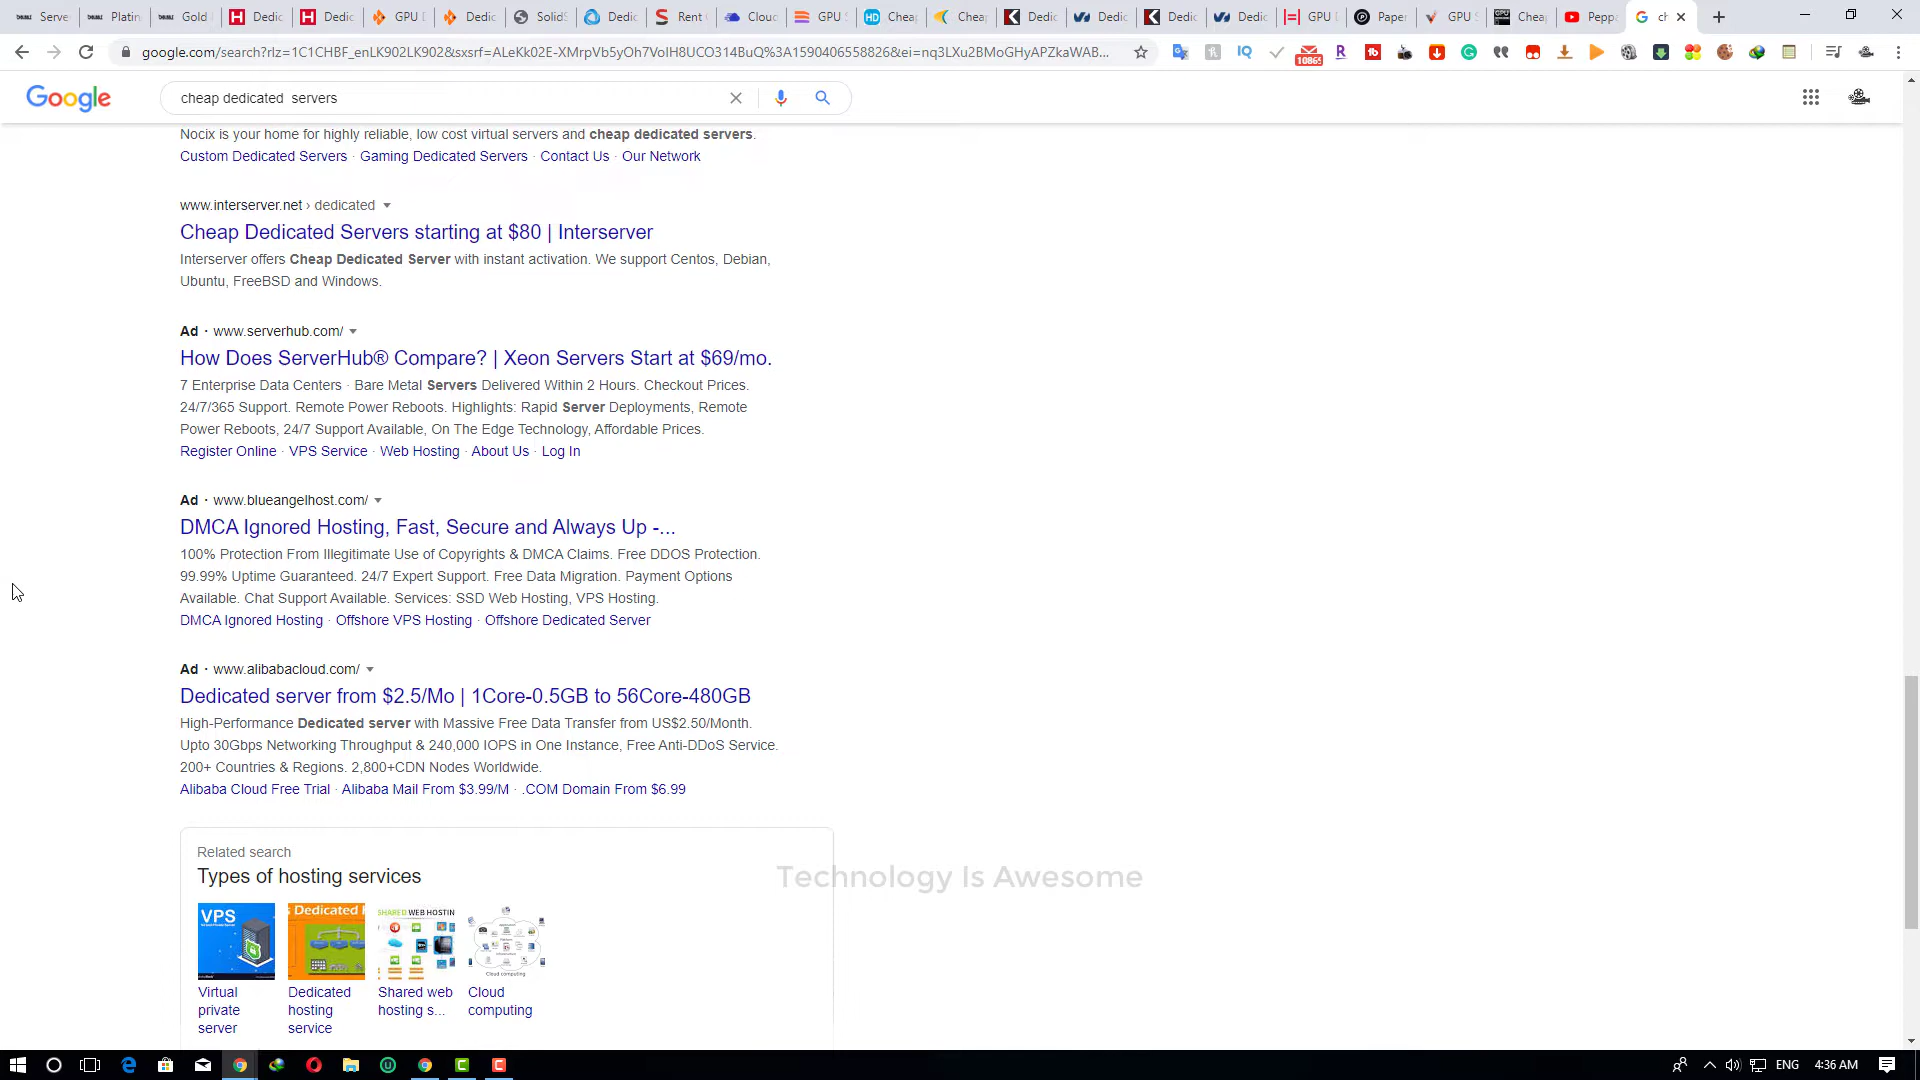 Serve
Platin
Gold
Dedic
Dedic
GPU
Dedic
Solid
Dedic
Rent
Clouc
GPU
Cheap
Cheap
Dedic
Dedic
Dedic
Dedic
GPU
Paper
GPU
Cheap
Peppe
google.com/search?rlz=1C1CHBF_enLK902LK902&sxsrf=ALeKk02E-XMrpVb5yOh7VolH8UCO314BuQ%3A1590406558826&ei=nq3LXu2BMoGHyAPZkaWAB...
10865
Google
cheap dedicated  servers
Nocix is your home for highly reliable, low cost virtual servers and cheap dedicated servers.
Custom Dedicated Servers · Gaming Dedicated Servers · Contact Us · Our Network
www.interserver.net › dedicated
Cheap Dedicated Servers starting at $80 | Interserver
Interserver offers Cheap Dedicated Server with instant activation. We support Centos, Debian,
Ubuntu, FreeBSD and Windows.
Ad · www.serverhub.com/
How Does ServerHub® Compare? | Xeon Servers Start at $69/mo.
7 Enterprise Data Centers · Bare Metal Servers Delivered Within 2 Hours. Checkout Prices.
24/7/365 Support. Remote Power Reboots. Highlights: Rapid Server Deployments, Remote
Power Reboots, 24/7 Support Available, On The Edge Technology, Affordable Prices.
Register Online · VPS Service · Web Hosting · About Us · Log In
Ad · www.blueangelhost.com/
DMCA Ignored Hosting, Fast, Secure and Always Up -...
100% Protection From Illegitimate Use of Copyrights & DMCA Claims. Free DDOS Protection.
99.99% Uptime Guaranteed. 24/7 Expert Support. Free Data Migration. Payment Options
Available. Chat Support Available. Services: SSD Web Hosting, VPS Hosting.
DMCA Ignored Hosting · Offshore VPS Hosting · Offshore Dedicated Server
Ad · www.alibabacloud.com/
Dedicated server from $2.5/Mo | 1Core-0.5GB to 56Core-480GB
High-Performance Dedicated server with Massive Free Data Transfer from US$2.50/Month.
Upto 30Gbps Networking Throughput & 240,000 IOPS in One Instance, Free Anti-DDoS Service.
200+ Countries & Regions. 2,800+CDN Nodes Worldwide.
Alibaba Cloud Free Trial · Alibaba Mail From $3.99/M · .COM Domain From $6.99
Related search
Types of hosting services
Technology Is Awesome
VPS
SHARED WEB HOSTIN
Cloud computing
Virtual private server
Dedicated hosting service
Shared web hosting s...
Cloud computing
ENG
4:36 AM